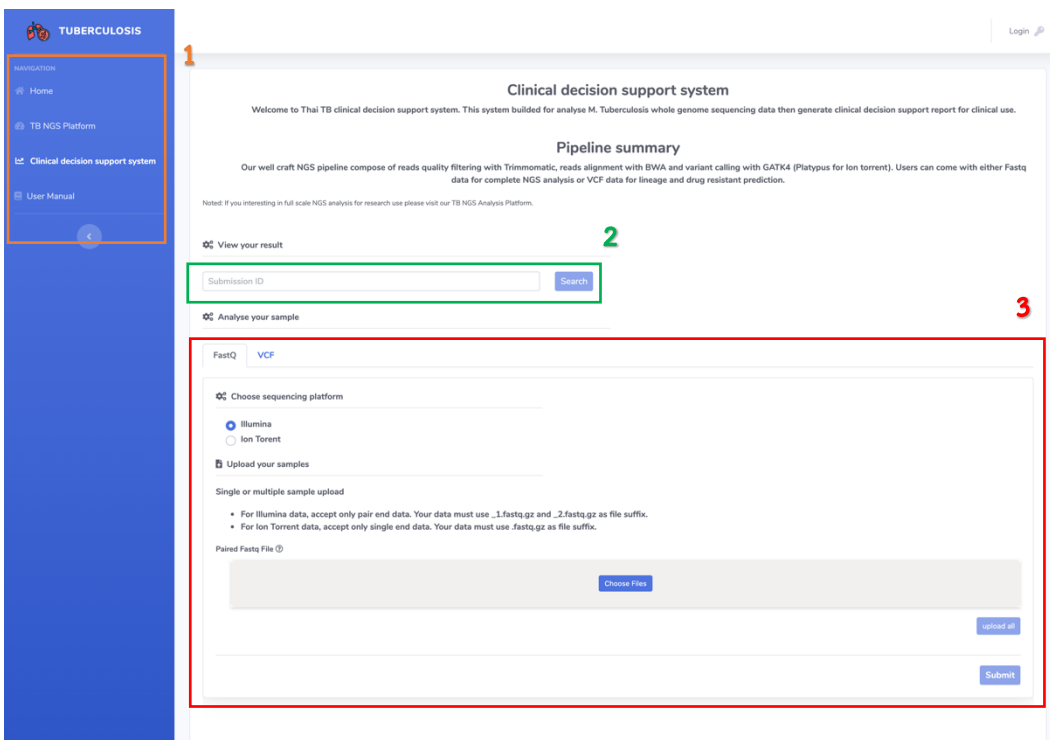 TUBERCULOSIS
Login
1
NAVIGATION
Home
TB NGS Platform
Clinical decision support system
User Manual
Clinical decision support system
Welcome to Thai TB clinical decision support system. This system builded for analyse M. Tuberculosis whole genome sequencing data then generate clinical decision support report for clinical use.
Pipeline summary
Our well craft NGS pipeline compose of reads quality filtering with Trimmomatic, reads alignment with BWA and variant calling with GATK4 (Platypus for Ion torrent). Users can come with either Fastq
data for complete NGS analysis or VCF data for lineage and drug resistant prediction.
Noted: If you interesting in full scale NGS analysis for research use please visit our TB NGS Analysis Platform.
2
View your result
Submission ID
Search
3
Analyse your sample
FastQ
VCF
Choose sequencing platform
Illumina
Ion Torent
Upload your samples
Single or multiple sample upload
• For Illumina data, accept only pair end data. Your data must use _1.fastq.gz and _2.fastq.gz as file suffix.
• For Ion Torrent data, accept only single end data. Your data must use .fastq.gz as file suffix.
Paired Fastq File
Choose Files
upload all
Submit